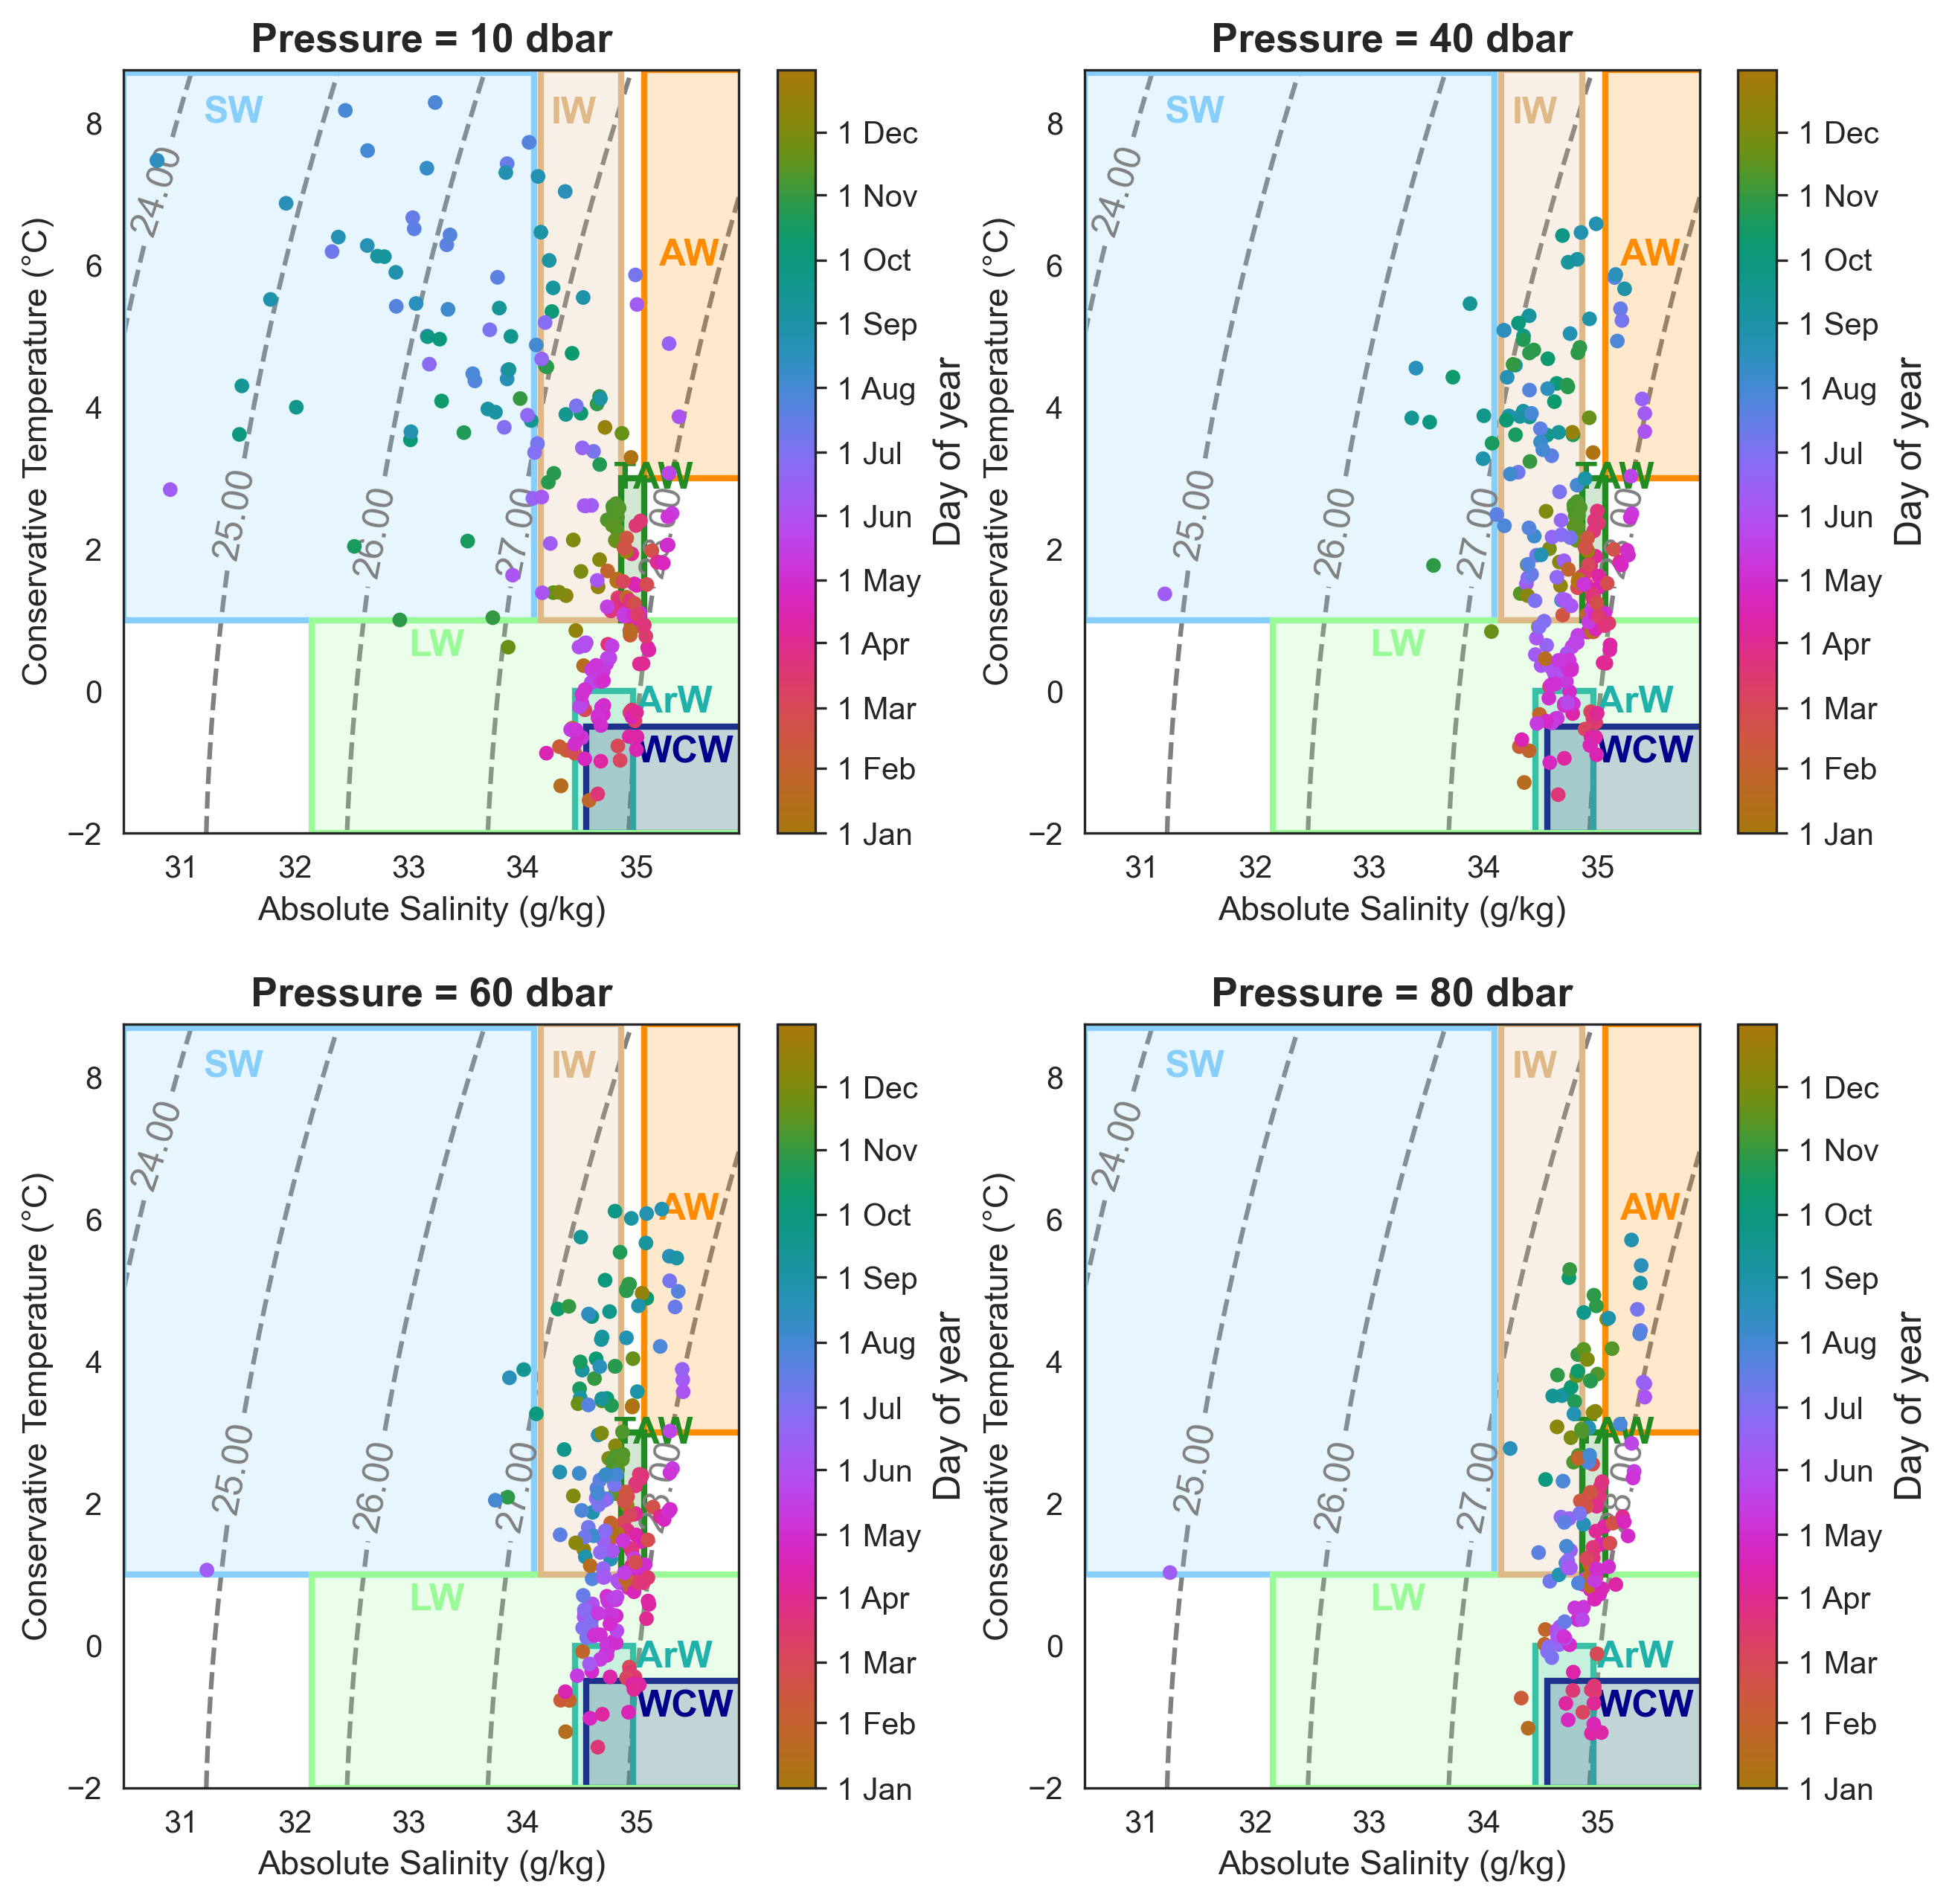 Pressure = 10 dbar
Conservative Temperature (°C)
8
6
4
2
0
−2
31
32
33
34
35
Absolute Salinity (g/kg)
SW
IW
AW
TAW
LW
ArW
WCW
24.00
25.00
26.00
27.00
1 Dec
1 Nov
1 Oct
1 Sep
1 Aug
1 Jul
1 Jun
1 May
1 Apr
1 Mar
1 Feb
1 Jan
Day of year
Pressure = 40 dbar
Conservative Temperature (°C)
8
6
4
2
0
−2
31
32
33
34
35
Absolute Salinity (g/kg)
SW
IW
AW
TAW
LW
ArW
WCW
24.00
25.00
26.00
27.00
1 Dec
1 Nov
1 Oct
1 Sep
1 Aug
1 Jul
1 Jun
1 May
1 Apr
1 Mar
1 Feb
1 Jan
Day of year
Pressure = 60 dbar
Conservative Temperature (°C)
8
6
4
2
0
−2
31
32
33
34
35
Absolute Salinity (g/kg)
SW
IW
AW
TAW
LW
ArW
WCW
24.00
25.00
26.00
27.00
1 Dec
1 Nov
1 Oct
1 Sep
1 Aug
1 Jul
1 Jun
1 May
1 Apr
1 Mar
1 Feb
1 Jan
Day of year
Pressure = 80 dbar
Conservative Temperature (°C)
8
6
4
2
0
−2
31
32
33
34
35
Absolute Salinity (g/kg)
SW
IW
AW
TAW
LW
ArW
WCW
24.00
25.00
26.00
27.00
1 Dec
1 Nov
1 Oct
1 Sep
1 Aug
1 Jul
1 Jun
1 May
1 Apr
1 Mar
1 Feb
1 Jan
Day of year